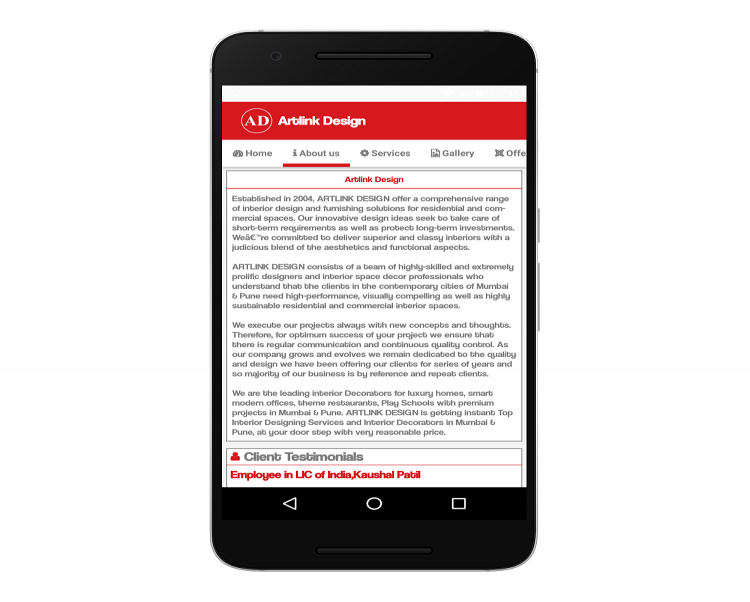 AD Artlink Design
Home About us Services Gallery Offe
Artlink Design
Established in 2004, ARTLINK DESIGN offer a comprehensive range
of interior design and furnishing solutions for residential and com-
mercial spaces. Our innovative design ideas seek to take care of
short-term requirements as well as protect long-term investments.
Weâ€™re committed to deliver superior and classy interiors with a
judicious blend of the aesthetics and functional aspects.
ARTLINK DESIGN consists of a team of highly-skilled and extremely
prolific designers and interior space decor professionals who
understand that the clients in the contemporary cities of Mumbai
& Pune need high-performance, visually compelling as well as highly
sustainable residential and commercial interior spaces.
We execute our projects always with new concepts and thoughts.
Therefore, for optimum success of your project we ensure that
there is regular communication and continuous quality control. As
our company grows and evolves we remain dedicated to the quality
and design we have been offering our clients for series of years and
so majority of our business is by reference and repeat clients.
We are the leading interior Decorators for luxury homes, smart
modern offices, theme restaurants, Play Schools with premium
projects in Mumbai & Pune. ARTLINK DESIGN is getting instant Top
Interior Designing Services and Interior Decorators in Mumbai &
Pune, at your door step with very reasonable price.
Client Testimonials
Employee in LIC of India,Kaushal Patil